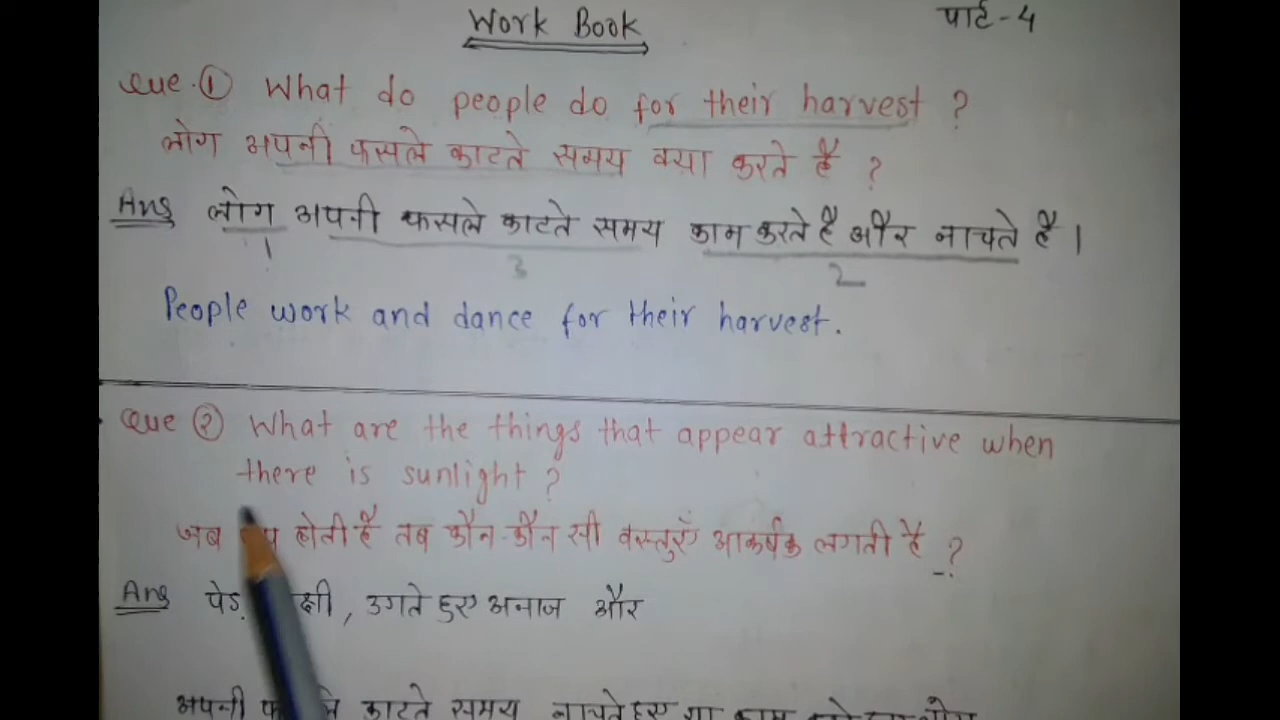 Work Book
पार्ट-4
Que.① What do people do for their harvest ?
लोग अपनी फसले काटते समय क्या करते है ?
Ans लोग अपनी फसले काटते समय काम करते है और नाचते है।
1 3 2
People work and dance for their harvest.
Que ② What are the things that appear attractive when
there is sunlight ?
जब होती है तब कौन-कौन सी वस्तुएँ आकर्षक लगती है ?
Ans , उगते हुए अनाज और
अपनी काटते समय नाचते हुए या काम